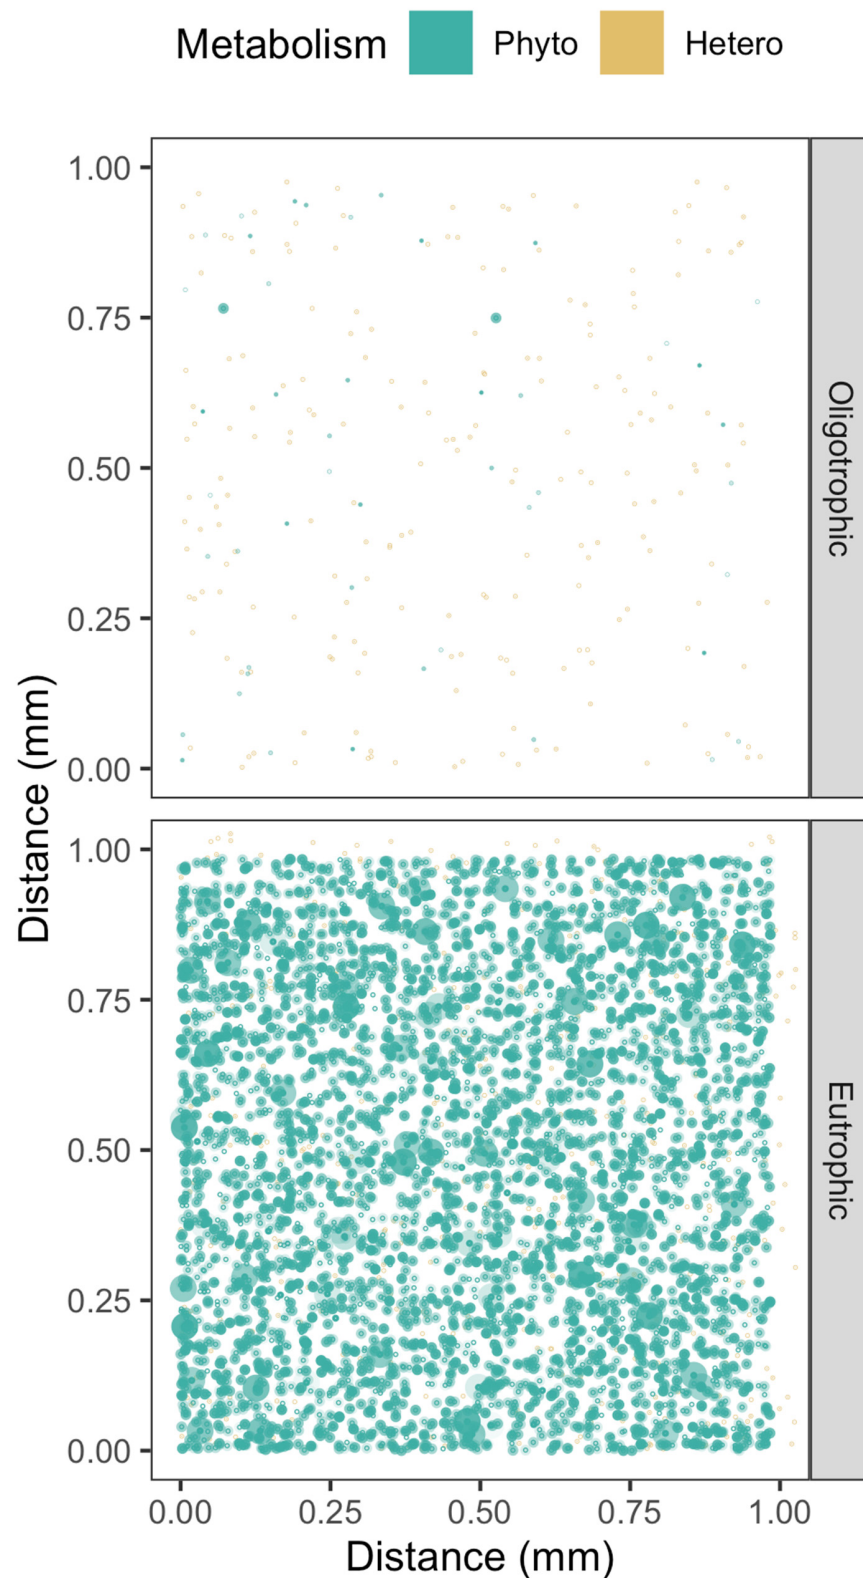 Metabolism Phyto Hetero
1.00
0.75
0.50
0.25
0.00
Oligotrophic
Distance (mm)
1.00
0.75
0.50
0.25
0.00
Eutrophic
0.00 0.25 0.50 0.75 1.00
Distance (mm)